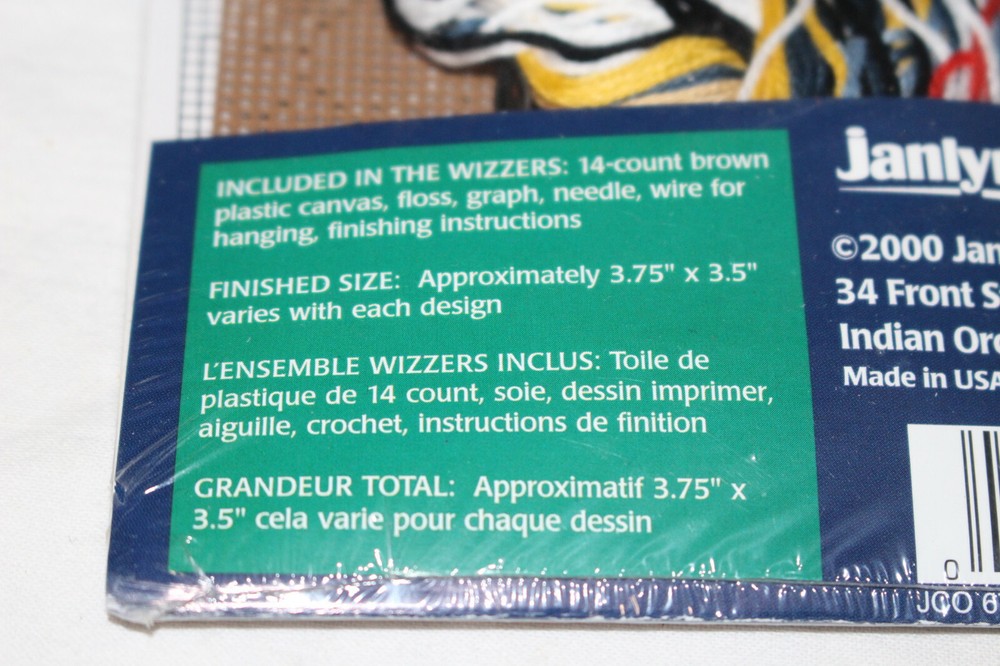 INCLUDED IN THE WIZZERS: 14-count brown
plastic canvas, floss, graph, needle, wire for
hanging, finishing instructions
FINISHED SIZE: Approximately 3.75" x 3.5"
varies with each design
L'ENSEMBLE WIZZERS INCLUS: Toile de
plastique de 14 count, soie, dessin imprimer,
aiguille, crochet, instructions de finition
GRANDEUR TOTAL: Approximatif 3.75" x
3.5" cela varie pour chaque dessin
©2000
34 Front
Indian
Made in USA
0
JCO